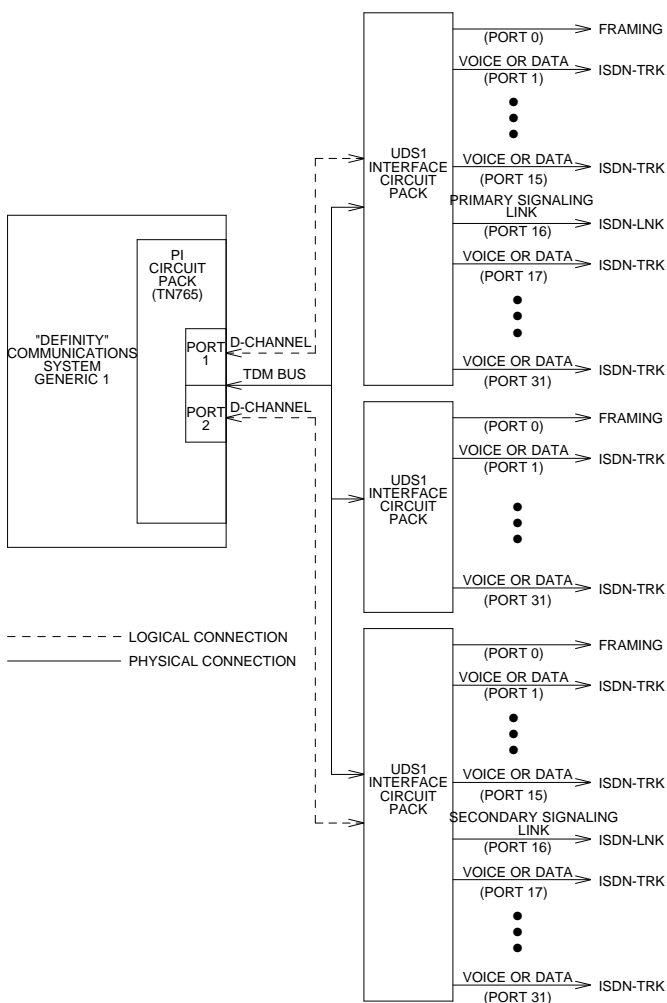 "DEFINITY"
COMMUNICATIONS
SYSTEM
GENERIC 1
PI
CIRCUIT
PACK
(TN765)
PORT
1
PORT
2
D-CHANNEL
TDM BUS
D-CHANNEL
LOGICAL CONNECTION
PHYSICAL CONNECTION
UDS1
INTERFACE
CIRCUIT
PACK
(PORT 0)
FRAMING
VOICE OR DATA
(PORT 1)
ISDN-TRK
VOICE OR DATA
(PORT 15)
ISDN-TRK
PRIMARY SIGNALING
LINK
(PORT 16)
ISDN-LNK
VOICE OR DATA
(PORT 17)
ISDN-TRK
VOICE OR DATA
(PORT 31)
ISDN-TRK
UDS1
INTERFACE
CIRCUIT
PACK
(PORT 0)
FRAMING
VOICE OR DATA
(PORT 1)
ISDN-TRK
VOICE OR DATA
(PORT 31)
ISDN-TRK
UDS1
INTERFACE
CIRCUIT
PACK
(PORT 0)
FRAMING
VOICE OR DATA
(PORT 1)
ISDN-TRK
VOICE OR DATA
(PORT 15)
ISDN-TRK
SECONDARY SIGNALING
LINK
(PORT 16)
ISDN-LNK
VOICE OR DATA
(PORT 17)
ISDN-TRK
VOICE OR DATA
(PORT 31)
ISDN-TRK